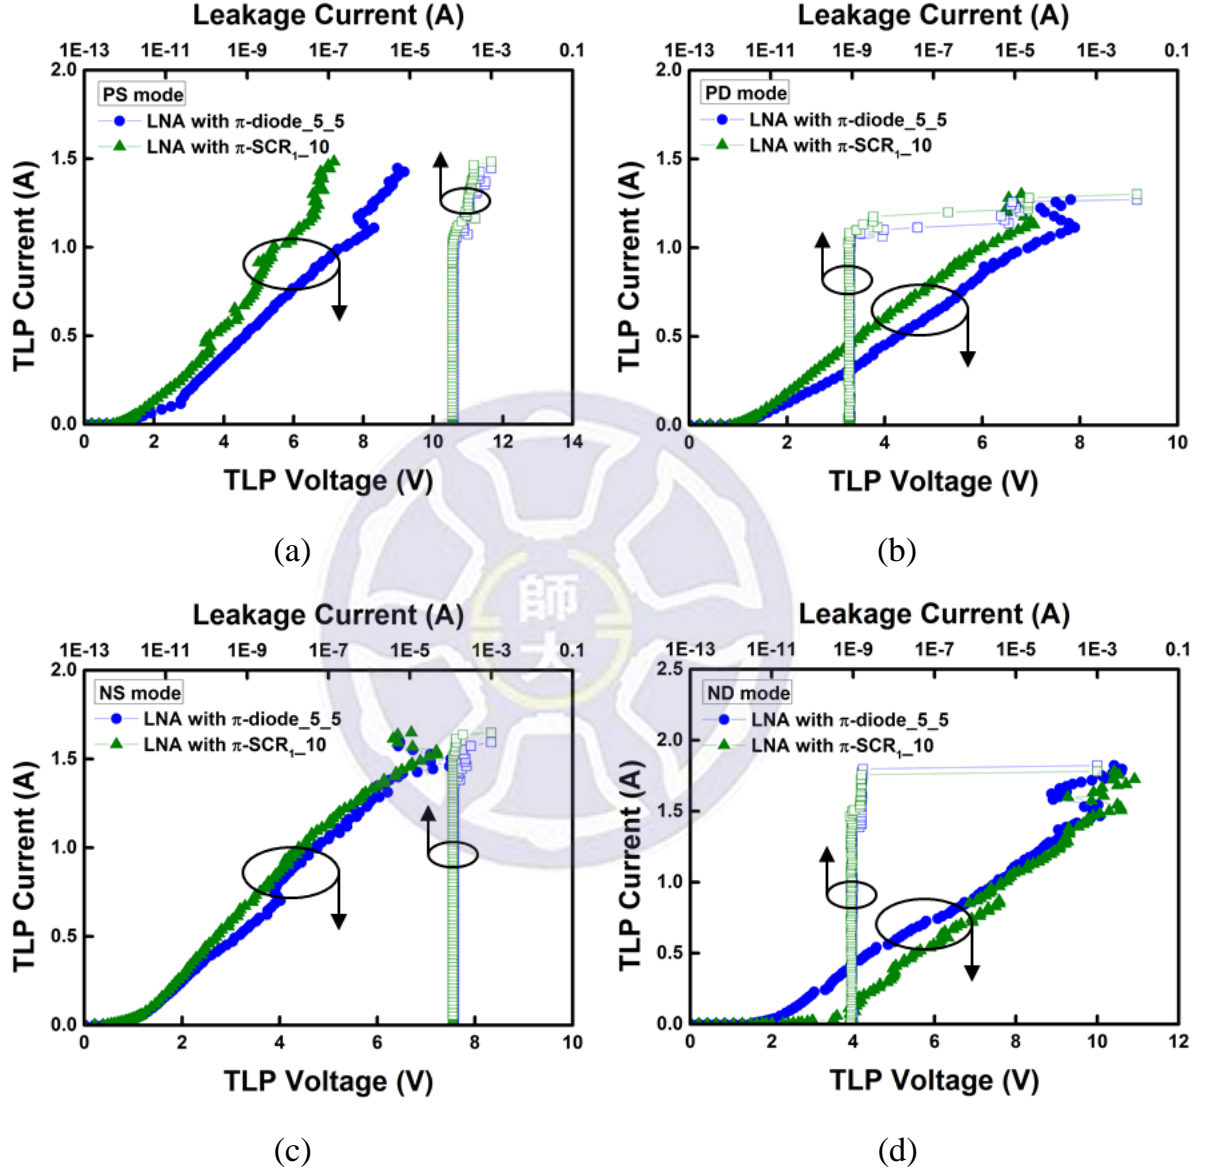 Leakage Current (A)
1E-13 1E-11 1E-9 1E-7 1E-5 1E-3 0.1
PS mode
LNA with π-diode_5_5
LNA with π-SCR₁_10
TLP Current (A)
2.0
1.5
1.0
0.5
0.0
0 2 4 6 8 10 12 14
TLP Voltage (V)
(a)
Leakage Current (A)
1E-13 1E-11 1E-9 1E-7 1E-5 1E-3 0.1
PD mode
LNA with π-diode_5_5
LNA with π-SCR₁_10
TLP Current (A)
2.0
1.5
1.0
0.5
0.0
2 4 6 8 10
TLP Voltage (V)
(b)
Leakage Current (A)
1E-13 1E-11 1E-9 1E-7 1E-5 1E-3 0.1
NS mode
LNA with π-diode_5_5
LNA with π-SCR₁_10
TLP Current (A)
2.0
1.5
1.0
0.5
0.0
0 2 4 6 8 10
TLP Voltage (V)
(c)
Leakage Current (A)
1E-13 1E-11 1E-9 1E-7 1E-5 1E-3 0.1
ND mode
LNA with π-diode_5_5
LNA with π-SCR₁_10
TLP Current (A)
2.5
2.0
1.5
1.0
0.5
0.0
0 2 4 6 8 10 12
TLP Voltage (V)
(d)
師
大